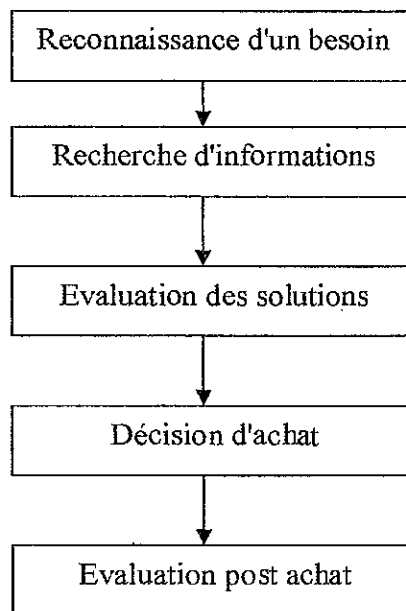 Reconnaissance d'un besoin
Recherche d'informations
Evaluation des solutions
Décision d'achat
Evaluation post achat